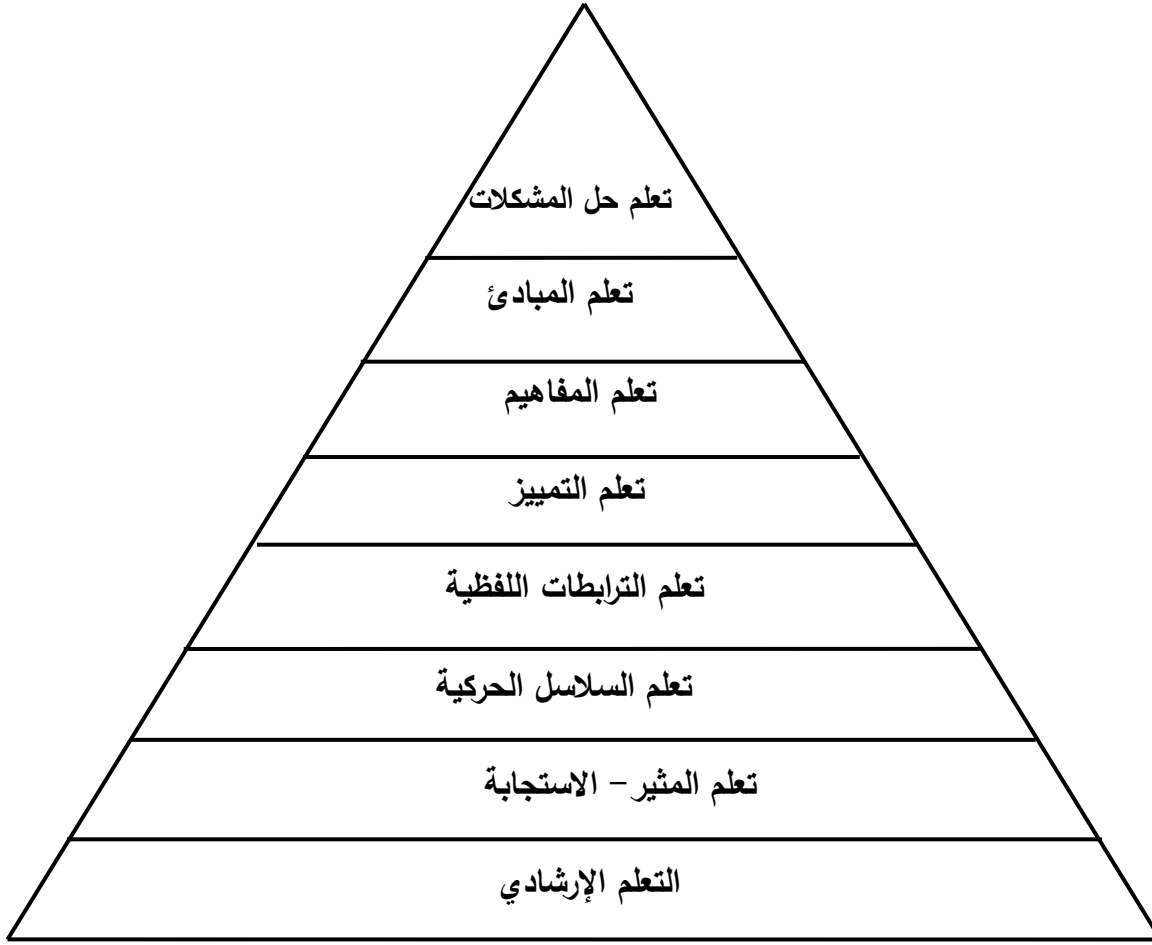 تعلم حل المشكلات
تعلم المبادئ
تعلم المفاهيم
تعلم التمييز
تعلم الترابطات اللفظية
تعلم السلاسل الحركية
تعلم المثير – الاستجابة
التعلم الإرشادي